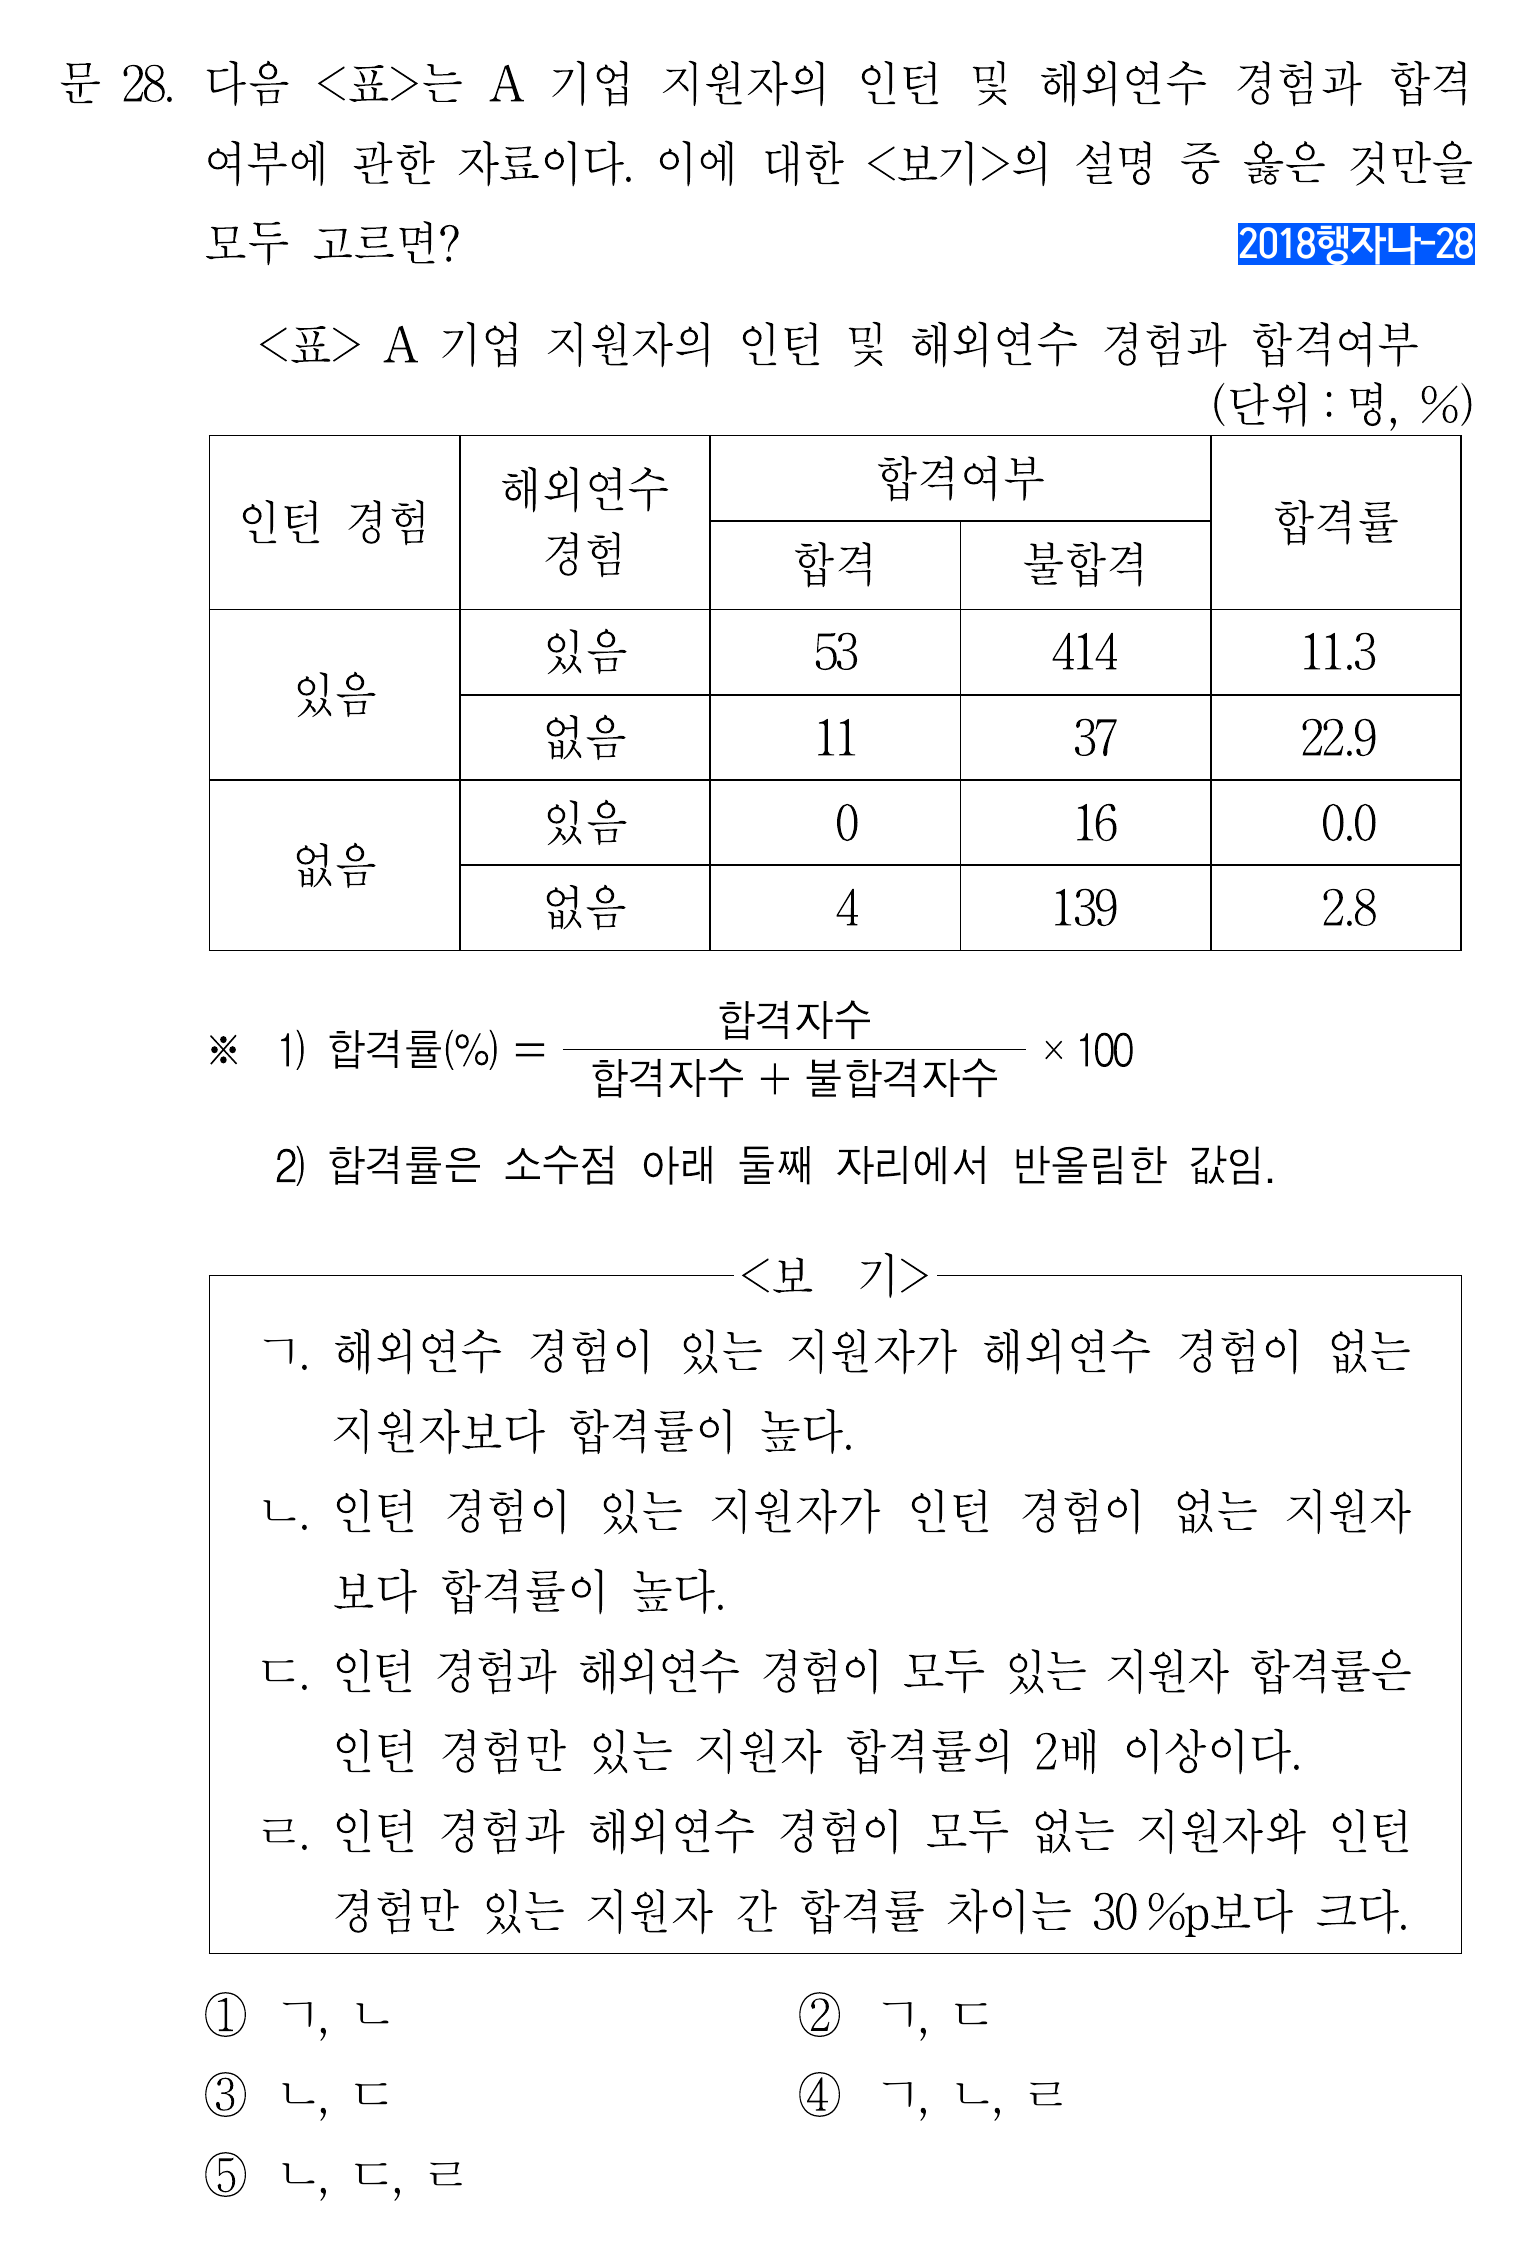 문 28. 다음 <표>는 A 기업 지원자의 인턴 및 해외연수 경험과 합격
여부에 관한 자료이다. 이에 대한 <보기>의 설명 중 옳은 것만을
모두 고르면?
2018행자나-28
<표> A 기업 지원자의 인턴 및 해외연수 경험과 합격여부
(단위 : 명, %)
인턴 경험 해외연수 경험 합격여부 합격률
합격 불합격
있음 있음 53 414 11.3
없음 11 37 22.9
없음 있음 0 16 0.0
없음 4 139 2.8
※ 1) 합격률(%) = 합격자수 / 합격자수 + 불합격자수 × 100
2) 합격률은 소수점 아래 둘째 자리에서 반올림한 값임.
<보 기>
ㄱ. 해외연수 경험이 있는 지원자가 해외연수 경험이 없는
지원자보다 합격률이 높다.
ㄴ. 인턴 경험이 있는 지원자가 인턴 경험이 없는 지원자
보다 합격률이 높다.
ㄷ. 인턴 경험과 해외연수 경험이 모두 있는 지원자 합격률은
인턴 경험만 있는 지원자 합격률의 2배 이상이다.
ㄹ. 인턴 경험과 해외연수 경험이 모두 없는 지원자와 인턴
경험만 있는 지원자 간 합격률 차이는 30%p보다 크다.
① ㄱ, ㄴ ② ㄱ, ㄷ
③ ㄴ, ㄷ ④ ㄱ, ㄴ, ㄹ
⑤ ㄴ, ㄷ, ㄹ